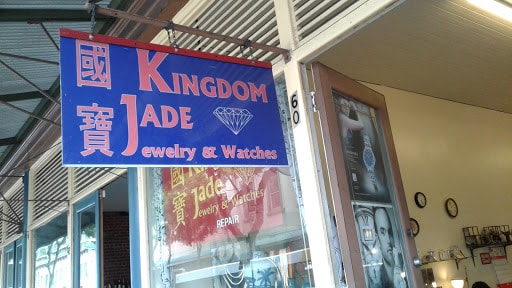 國寶
KINGDOM
JADE
Jewelry & Watches
60
國寶
Jade
Jewelry & Watches
REPAIR